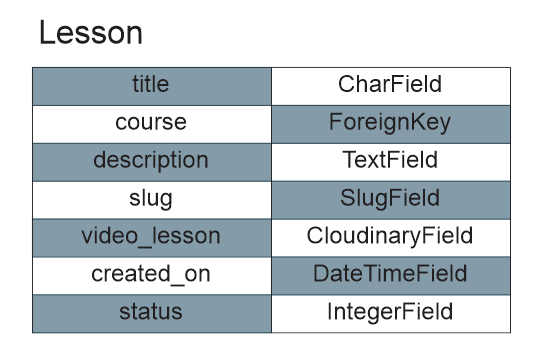 Lesson
title CharField
course ForeignKey
description TextField
slug SlugField
video_lesson CloudinaryField
created_on DateTimeField
status IntegerField